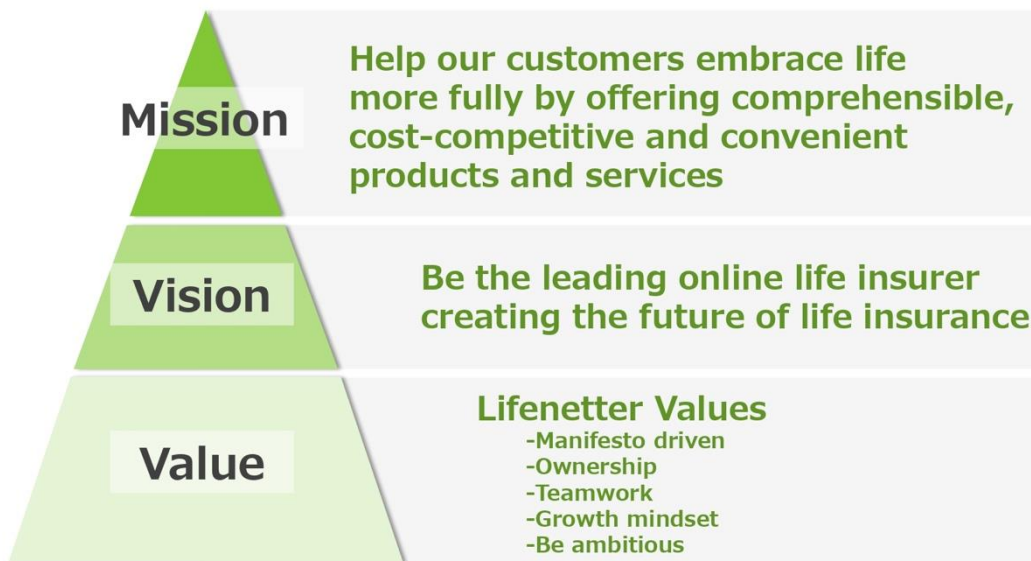 Mission
Help our customers embrace life
more fully by offering comprehensible,
cost-competitive and convenient
products and services
Vision
Be the leading online life insurer
creating the future of life insurance
Value
Lifenetter Values
-Manifesto driven
-Ownership
-Teamwork
-Growth mindset
-Be ambitious